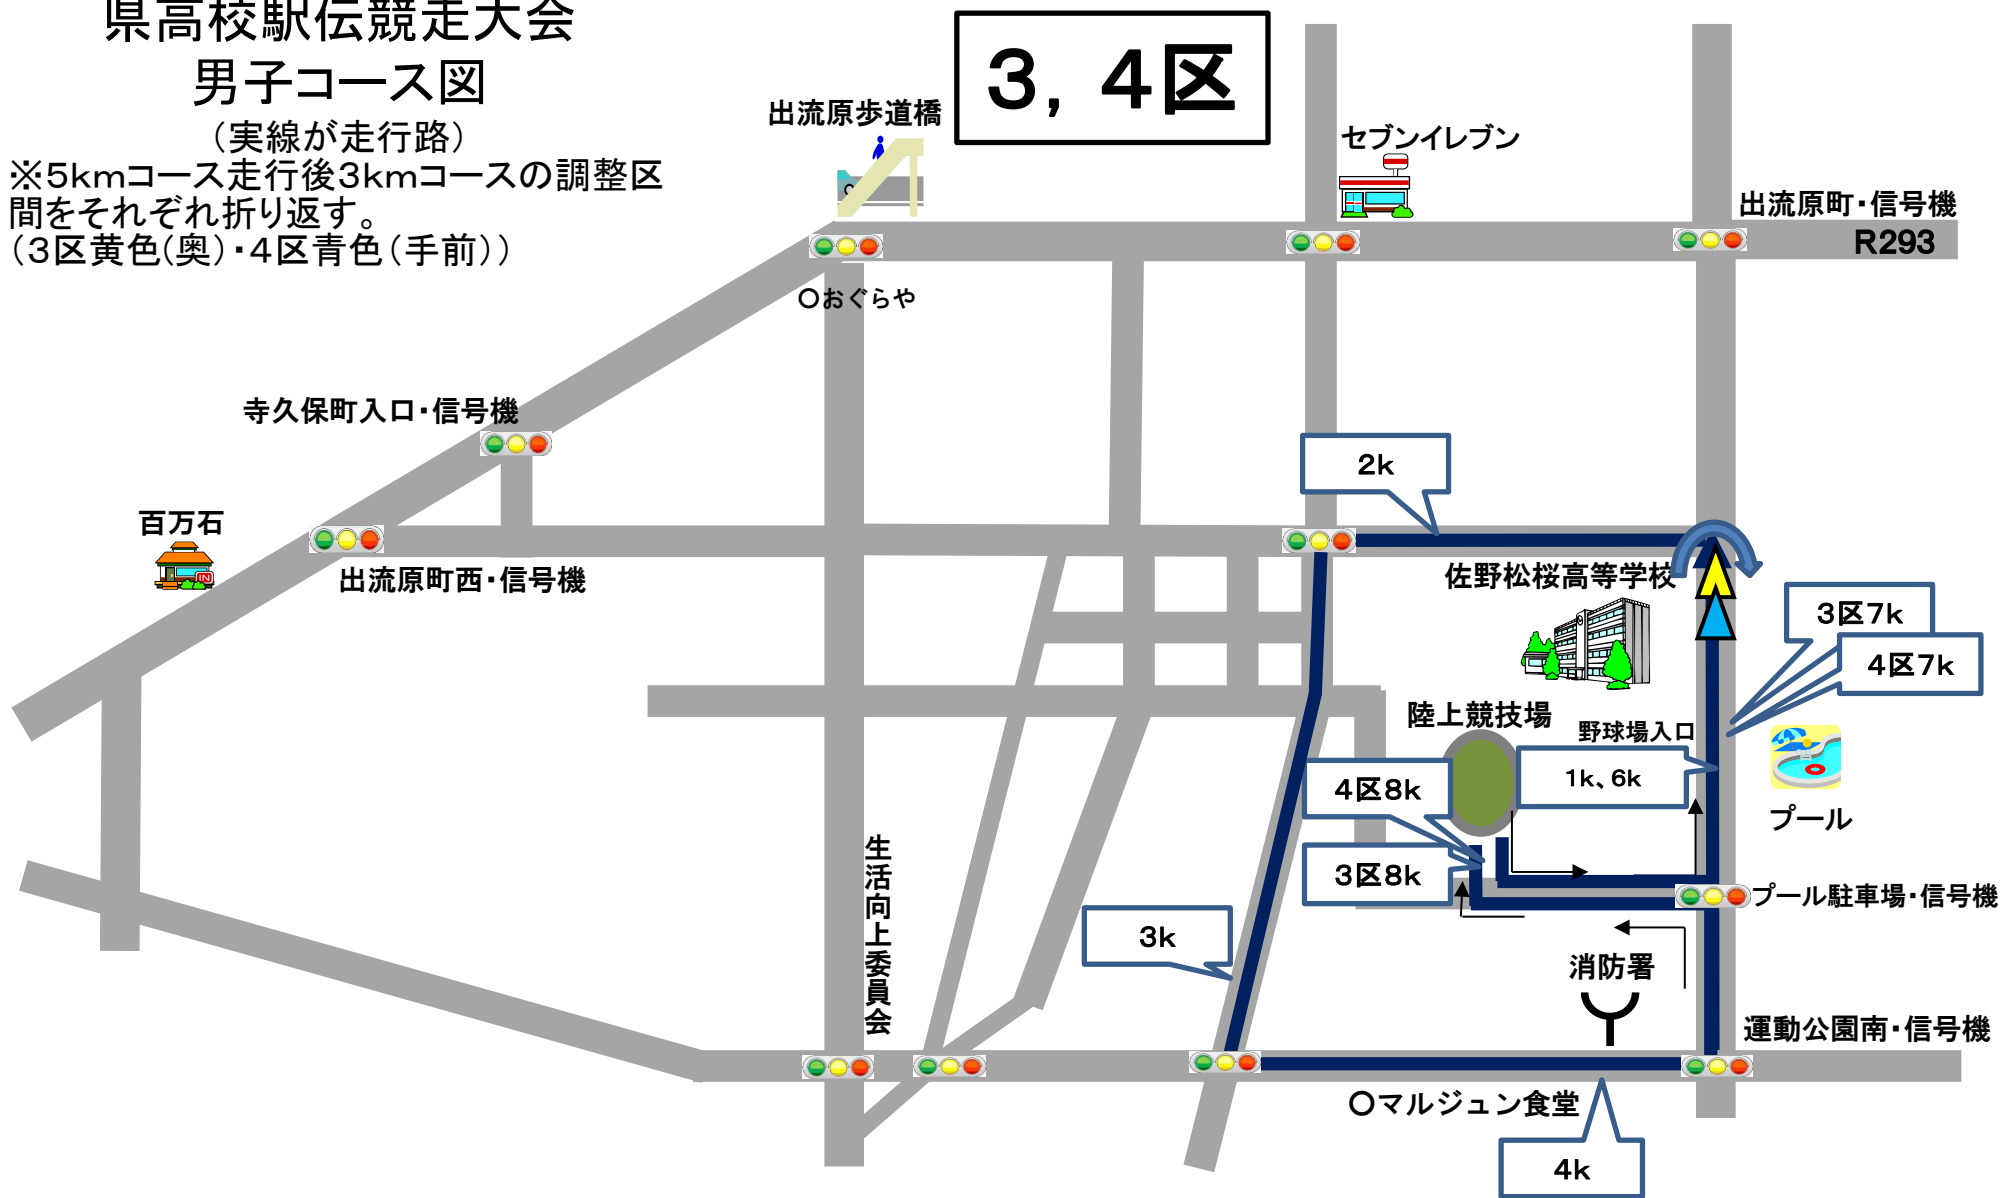 県高校駅伝競走大会
男子コース図
（実線が走行路）
※5kmコース走行後3kmコースの調整区
間をそれぞれ折り返す。
（3区黄色（奥）・4区青色（手前））
3，4区
出流原歩道橋
セブンイレブン
出流原町・信号機
R293
○おぐらや
寺久保町入口・信号機
2k
百万石
IN
出流原町西・信号機
佐野松桜高等学校
3区7k
4区7k
陸上競技場
野球場入口
1k、6k
4区8k
プール
3区8k
プール駐車場・信号機
生活向上委員会
3k
消防署
運動公園南・信号機
○マルジュン食堂
4k